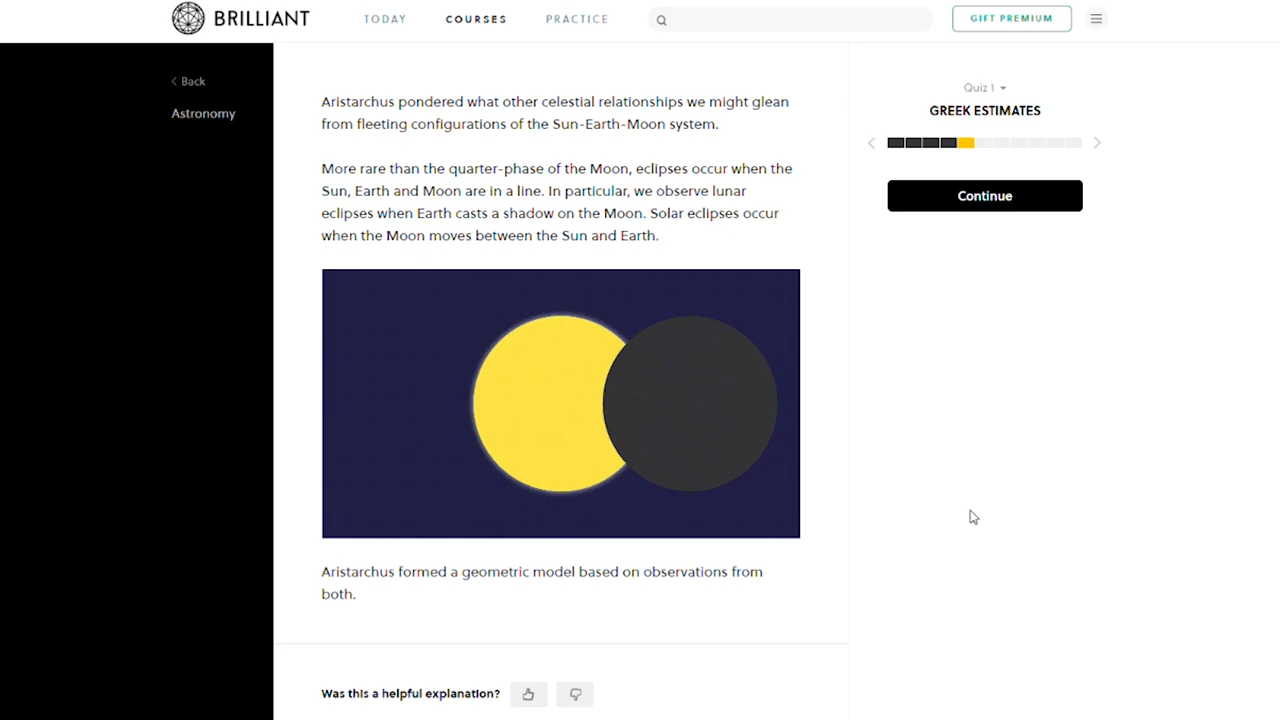 BRILLIANT
TODAY
COURSES
PRACTICE
GIFT PREMIUM
Back
Astronomy
Aristarchus pondered what other celestial relationships we might glean
from fleeting configurations of the Sun-Earth-Moon system.
More rare than the quarter-phase of the Moon, eclipses occur when the
Sun, Earth and Moon are in a line. In particular, we observe lunar
eclipses when Earth casts a shadow on the Moon. Solar eclipses occur
when the Moon moves between the Sun and Earth.
Aristarchus formed a geometric model based on observations from
both.
Was this a helpful explanation?
Quiz 1
GREEK ESTIMATES
Continue